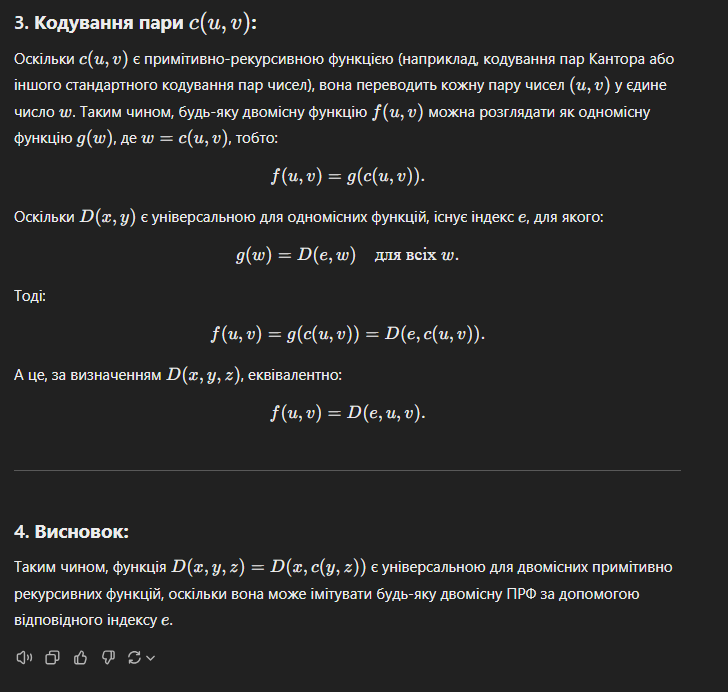 3. Кодування пари c(u, v):
Оскільки c(u, v) є примітивно-рекурсивною функцією (наприклад, кодування пар Кантора або
іншого стандартного кодування пар чисел), вона переводить кожну пару чисел (u, v) у єдине
число w. Таким чином, будь-яку двомісну функцію f(u, v) можна розглядати як одномісну
функцію g(w), де w = c(u, v), тобто:
f(u, v) = g(c(u, v)).
Оскільки D(x, y) є універсальною для одномісних функцій, існує індекс e, для якого:
g(w) = D(e, w) для всіх w.
Тоді:
f(u, v) = g(c(u, v)) = D(e, c(u, v)).
А це, за визначенням D(x, y, z), еквівалентно:
f(u, v) = D(e, u, v).
4. Висновок:
Таким чином, функція D(x, y, z) = D(x, c(y, z)) є універсальною для двомісних примітивно
рекурсивних функцій, оскільки вона може імітувати будь-яку двомісну ПРФ за допомогою
відповідного індексу e.